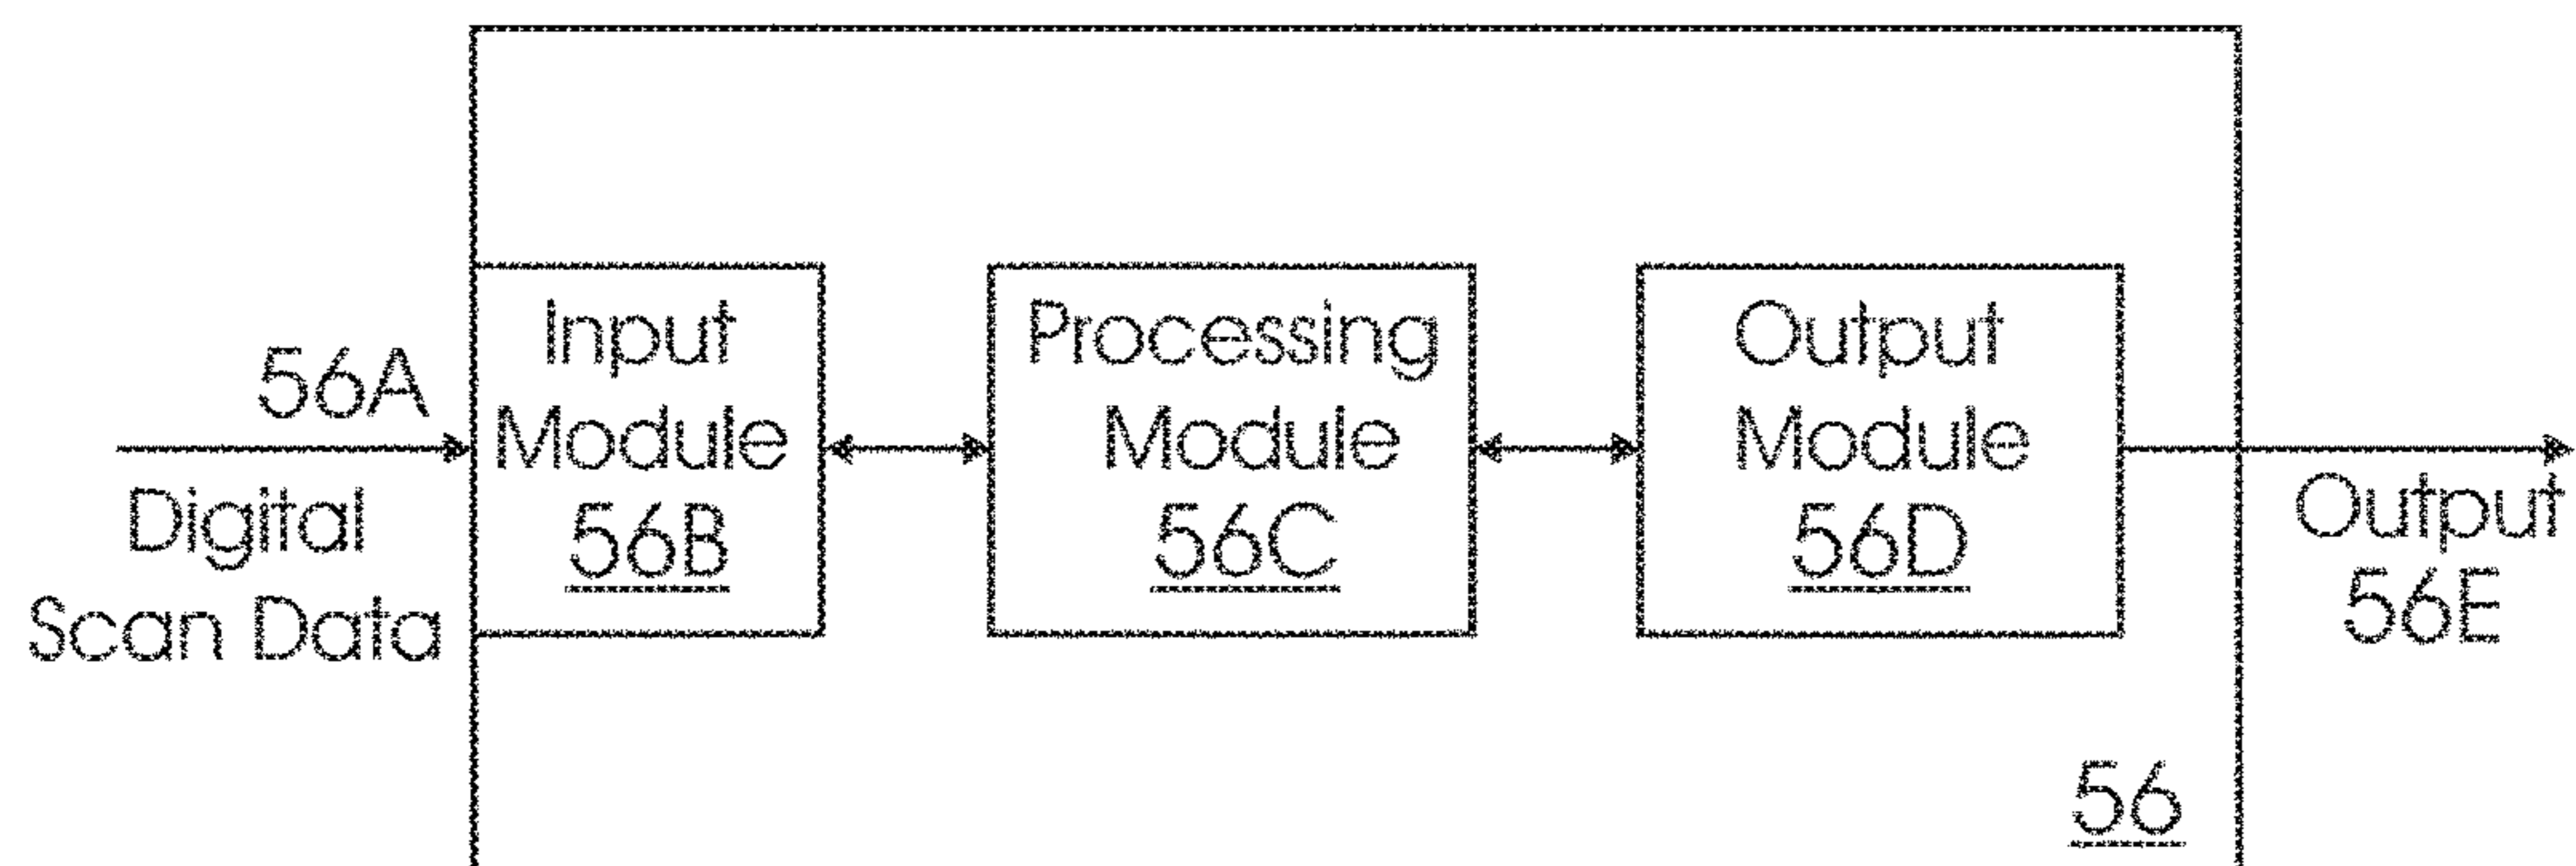 56A
Digital
Scan Data
Input
Module
56B
Processing
Module
56C
Output
Module
56D
Output
56E
56